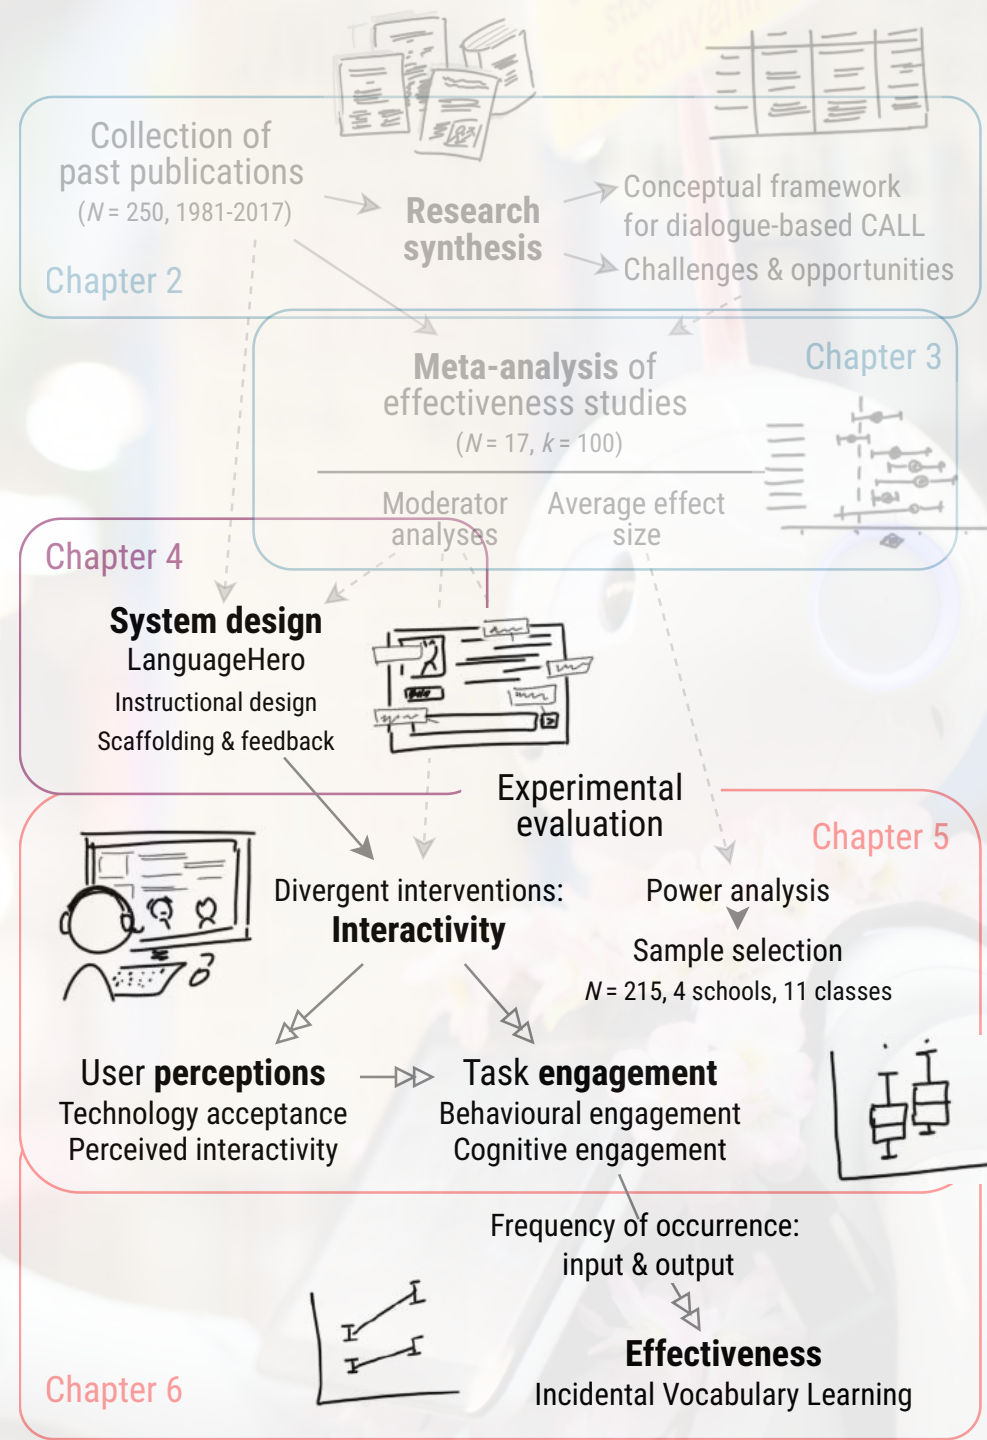 for souvenir
Collection of
past publications
(N = 250, 1981-2017)
Research
synthesis
Conceptual framework
for dialogue-based CALL
Challenges & opportunities
Chapter 2
Chapter 3
Meta-analysis of
effectiveness studies
(N = 17, k = 100)
Moderator
analyses
Average effect
size
Chapter 4
System design
LanguageHero
Instructional design
Scaffolding & feedback
Experimental
evaluation
Chapter 5
Divergent interventions:
Interactivity
Power analysis
Sample selection
N = 215, 4 schools, 11 classes
User perceptions
Technology acceptance
Perceived interactivity
Task engagement
Behavioural engagement
Cognitive engagement
Frequency of occurrence:
input & output
Effectiveness
Incidental Vocabulary Learning
Chapter 6